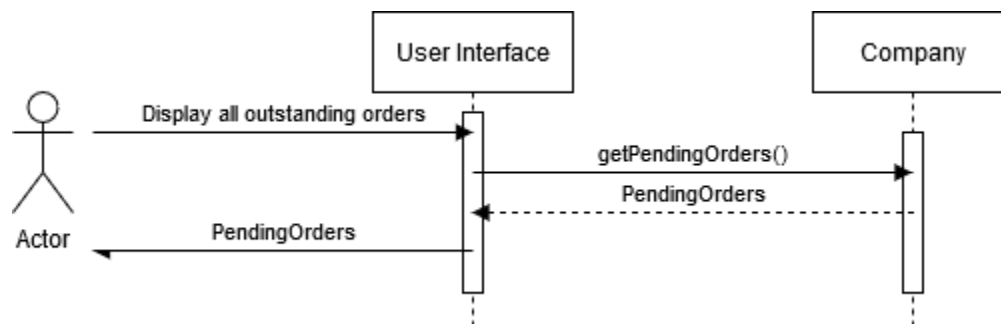 User Interface
Company
Display all outstanding orders
getPendingOrders()
PendingOrders
PendingOrders
Actor